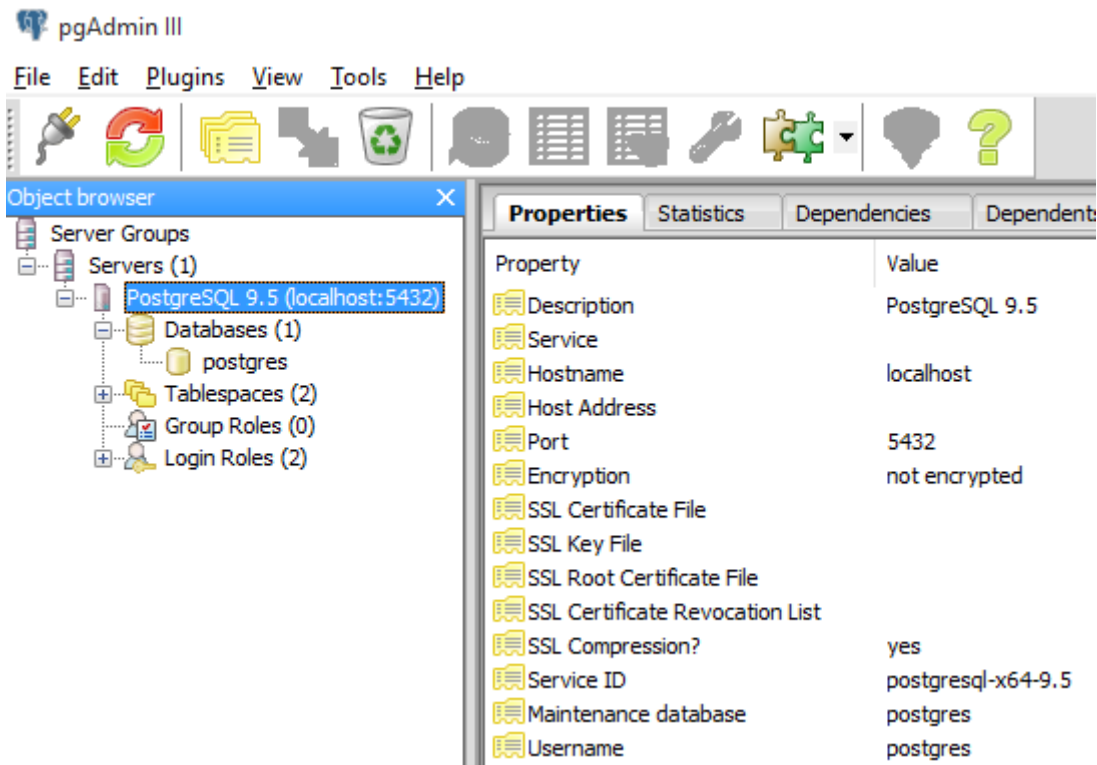 pgAdmin III
File Edit Plugins View Tools Help
Object browser
Server Groups
Servers (1)
PostgreSQL 9.5 (localhost:5432)
Databases (1)
postgres
Tablespaces (2)
Group Roles (0)
Login Roles (2)
Properties Statistics Dependencies Dependents
Property Value
Description PostgreSQL 9.5
Service
Hostname localhost
Host Address
Port 5432
Encryption not encrypted
SSL Certificate File
SSL Key File
SSL Root Certificate File
SSL Certificate Revocation List
SSL Compression? yes
Service ID postgresql-x64-9.5
Maintenance database postgres
Username postgres